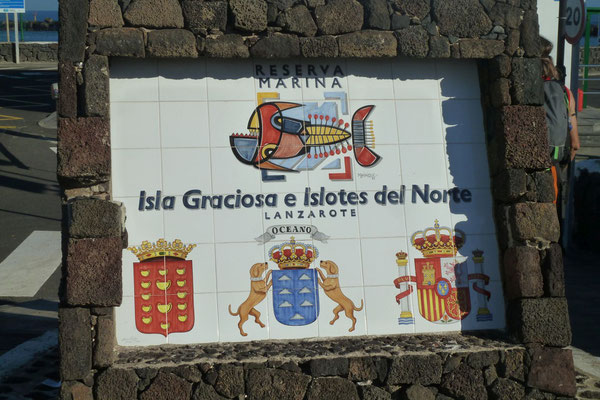 RESERVA
MARINA
Isla Graciosa e Islotes del Norte
LANZAROTE
OCEANO
20